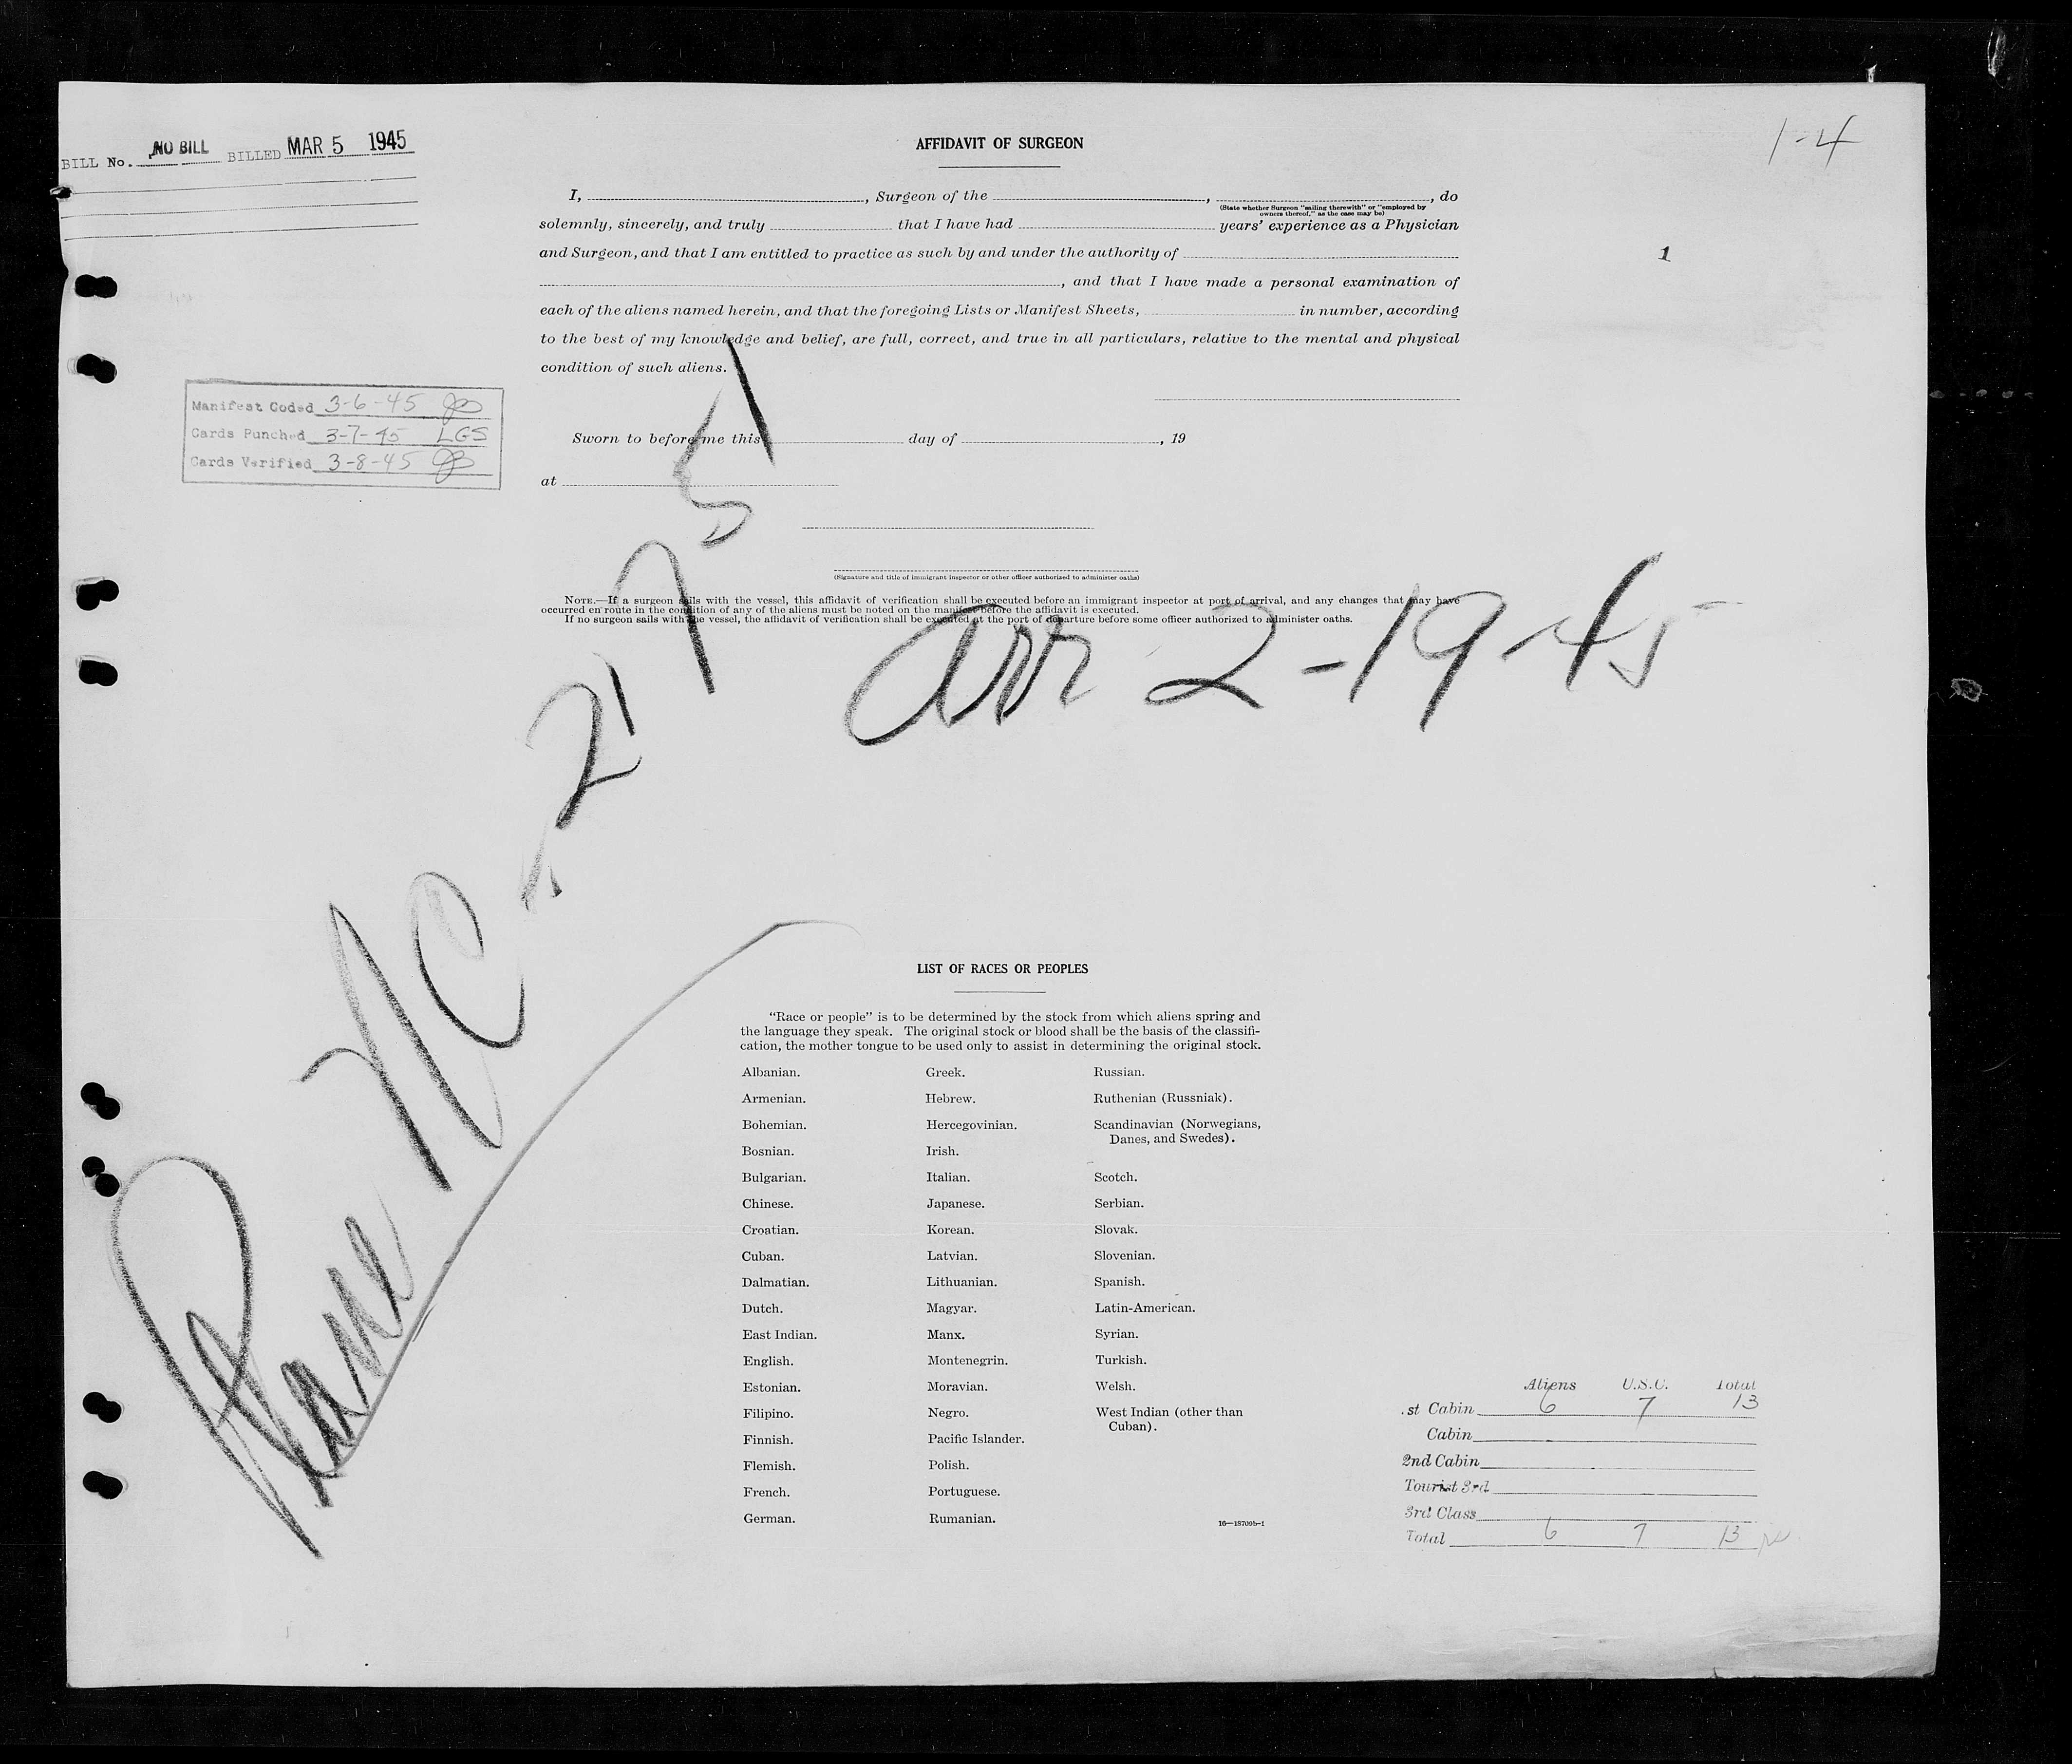 BILL No. NO BILL BILLED MAR 5 1945
1-4
AFFIDAVIT OF SURGEON
I, , Surgeon of the , , do
(State whether Surgeon "sailing therewith" or "employed by
owners thereof," as the case may be)
solemnly, sincerely, and truly that I have had years' experience as a Physician
and Surgeon, and that I am entitled to practice as such by and under the authority of
1
, and that I have made a personal examination of
each of the aliens named herein, and that the foregoing Lists or Manifest Sheets, in number, according
to the best of my knowledge and belief, are full, correct, and true in all particulars, relative to the mental and physical
condition of such aliens.
Manifest Coded 3-6-45
Cards Punched 3-7-45 LGS
Cards Verified 3-8-45
Sworn to before me this day of , 19
at
(Signature and title of immigrant inspector or other officer authorized to administer oaths)
NOTE.—If a surgeon sails with the vessel, this affidavit of verification shall be executed before an immigrant inspector at port of arrival, and any changes that may have
occurred en route in the condition of any of the aliens must be noted on the manifest before the affidavit is executed.
If no surgeon sails with the vessel, the affidavit of verification shall be executed at the port of departure before some officer authorized to administer oaths.
arr 2-19-45
Plane NC-21751
LIST OF RACES OR PEOPLES
"Race or people" is to be determined by the stock from which aliens spring and
the language they speak. The original stock or blood shall be the basis of the classifi-
cation, the mother tongue to be used only to assist in determining the original stock.
Albanian.
Armenian.
Bohemian.
Bosnian.
Bulgarian.
Chinese.
Croatian.
Cuban.
Dalmatian.
Dutch.
East Indian.
English.
Estonian.
Filipino.
Finnish.
Flemish.
French.
German.
Greek.
Hebrew.
Hercegovinian.
Irish.
Italian.
Japanese.
Korean.
Latvian.
Lithuanian.
Magyar.
Manx.
Montenegrin.
Moravian.
Negro.
Pacific Islander.
Polish.
Portuguese.
Rumanian.
Russian.
Ruthenian (Russniak).
Scandinavian (Norwegians,
Danes, and Swedes).
Scotch.
Serbian.
Slovak.
Slovenian.
Spanish.
Latin-American.
Syrian.
Turkish.
Welsh.
West Indian (other than
Cuban).
16—18709b-1
Aliens U.S.C. Total
st Cabin 6 7 13
Cabin
2nd Cabin
Tourist 3rd
3rd Class
Total 6 7 13